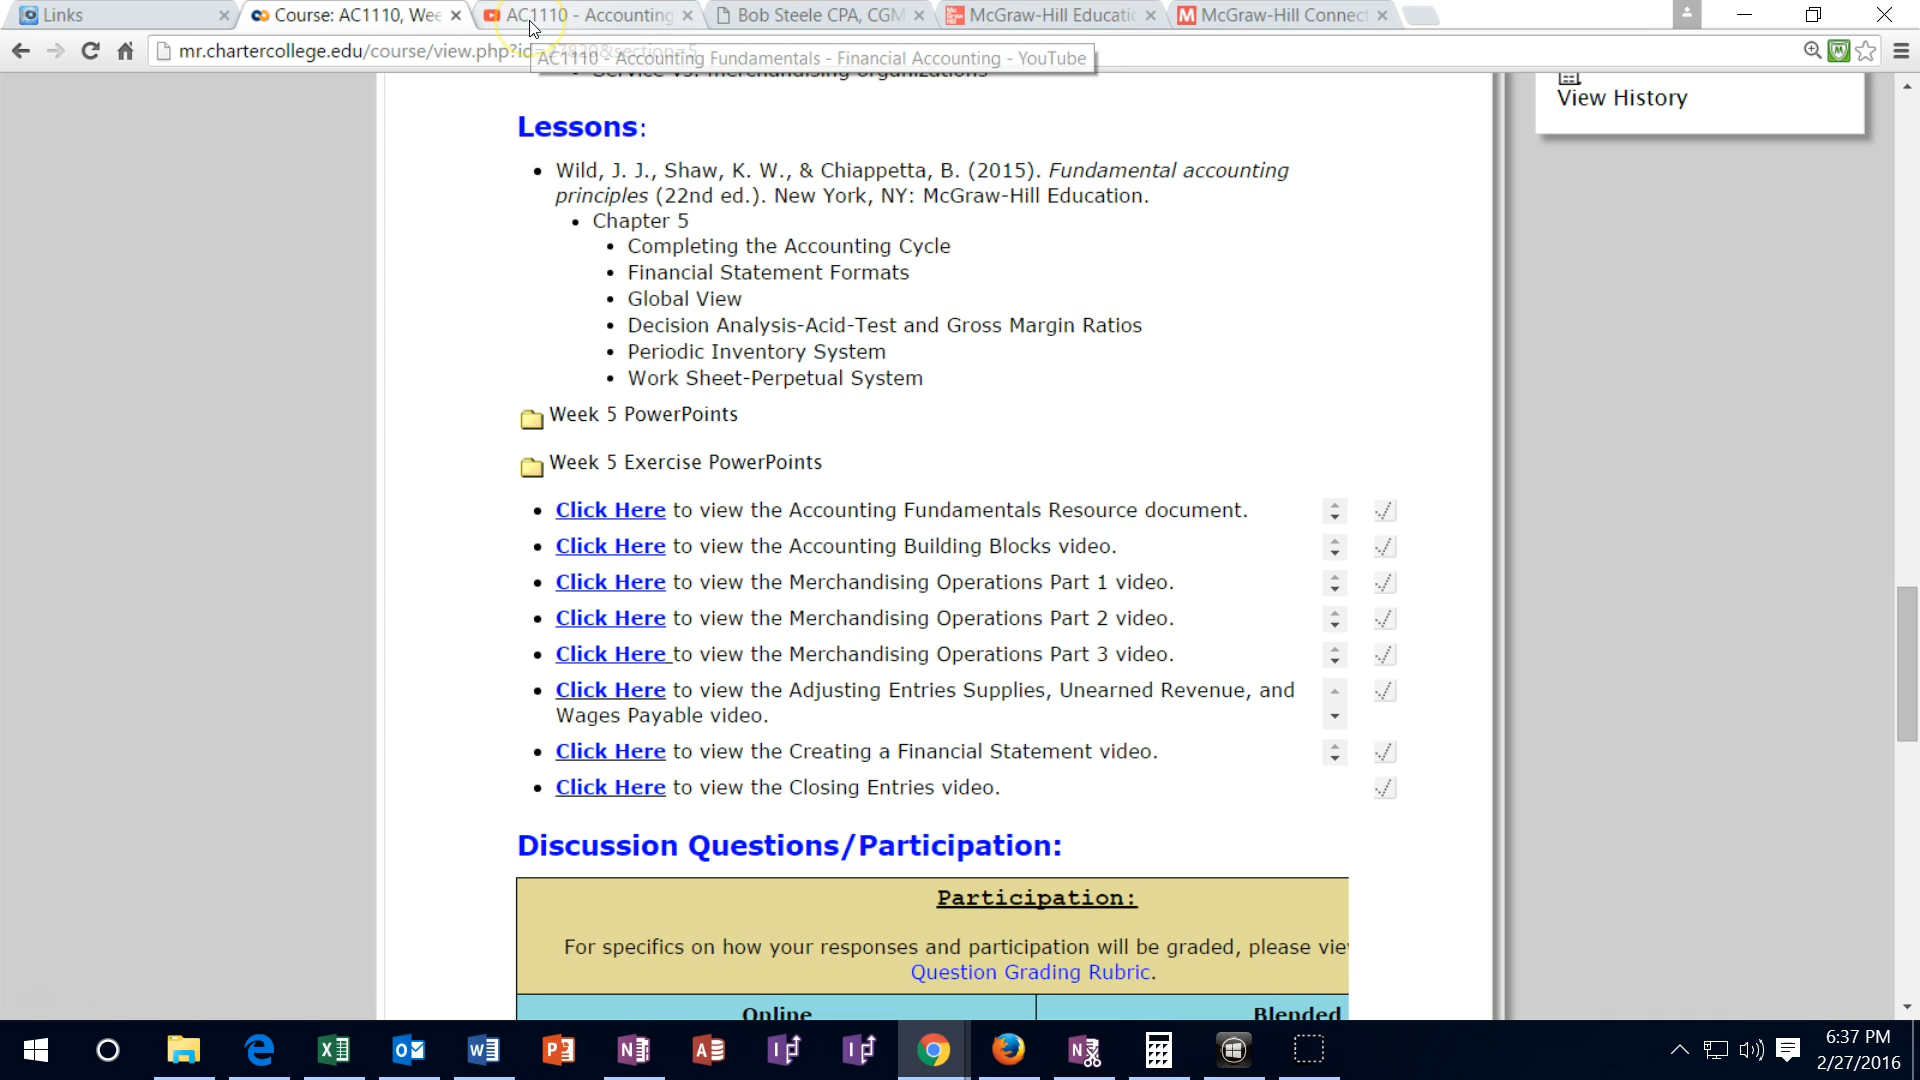 Links
Course: AC1110, Wee
AC1110 - Accounting
Bob Steele CPA, CGM
McGraw-Hill Educatio
McGraw-Hill Connect
mr.chartercollege.edu/course/view.php?id=
AC1110 - Accounting Fundamentals - Financial Accounting - YouTube
Service vs. merchandising organizations
View History
Lessons:
Wild, J. J., Shaw, K. W., & Chiappetta, B. (2015). Fundamental accounting
principles (22nd ed.). New York, NY: McGraw-Hill Education.
Chapter 5
Completing the Accounting Cycle
Financial Statement Formats
Global View
Decision Analysis-Acid-Test and Gross Margin Ratios
Periodic Inventory System
Work Sheet-Perpetual System
Week 5 PowerPoints
Week 5 Exercise PowerPoints
Click Here to view the Accounting Fundamentals Resource document.
Click Here to view the Accounting Building Blocks video.
Click Here to view the Merchandising Operations Part 1 video.
Click Here to view the Merchandising Operations Part 2 video.
Click Here to view the Merchandising Operations Part 3 video.
Click Here to view the Adjusting Entries Supplies, Unearned Revenue, and
Wages Payable video.
Click Here to view the Creating a Financial Statement video.
Click Here to view the Closing Entries video.
Discussion Questions/Participation:
Participation:
For specifics on how your responses and participation will be graded, please vie
Question Grading Rubric.
Online
Blended
6:37 PM
2/27/2016